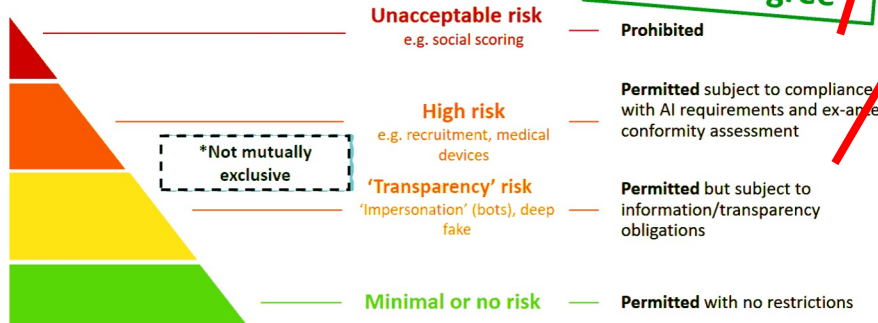 Unacceptable risk
e.g. social scoring
Prohibited
High risk
e.g. recruitment, medical
devices
Permitted subject to compliance
with AI requirements and ex-ante
conformity assessment
*Not mutually
exclusive
‘Transparency’ risk
‘Impersonation’ (bots), deep
fake
Permitted but subject to
information/transparency
obligations
Minimal or no risk
Permitted with no restrictions